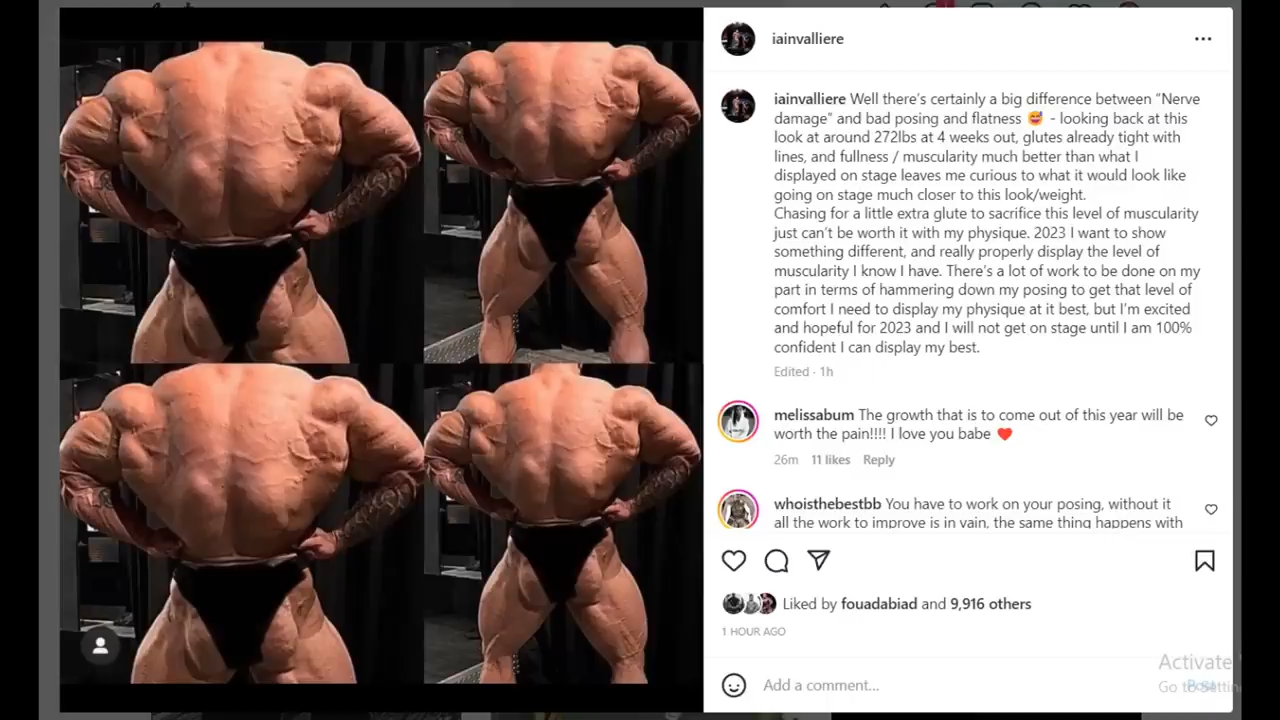 iainvalliere
iainvalliere Well there's certainly a big difference between “Nerve
damage” and bad posing and flatness 😅 - looking back at this
look at around 272lbs at 4 weeks out, glutes already tight with
lines, and fullness / muscularity much better than what I
displayed on stage leaves me curious to what it would look like
going on stage much closer to this look/weight.
Chasing for a little extra glute to sacrifice this level of muscularity
just can't be worth it with my physique. 2023 I want to show
something different, and really properly display the level of
muscularity I know I have. There's a lot of work to be done on my
part in terms of hammering down my posing to get that level of
comfort I need to display my physique at it best, but I'm excited
and hopeful for 2023 and I will not get on stage until I am 100%
confident I can display my best.
Edited · 1h
melissabum The growth that is to come out of this year will be
worth the pain!!!! I love you babe ♥️
26m 11 likes Reply
whoisthebestbb You have to work on your posing, without it
all the work to improve is in vain, the same thing happens with
Liked by fouadabiad and 9,916 others
1 HOUR AGO
Activate
Add a comment...
Go to Settin
Post